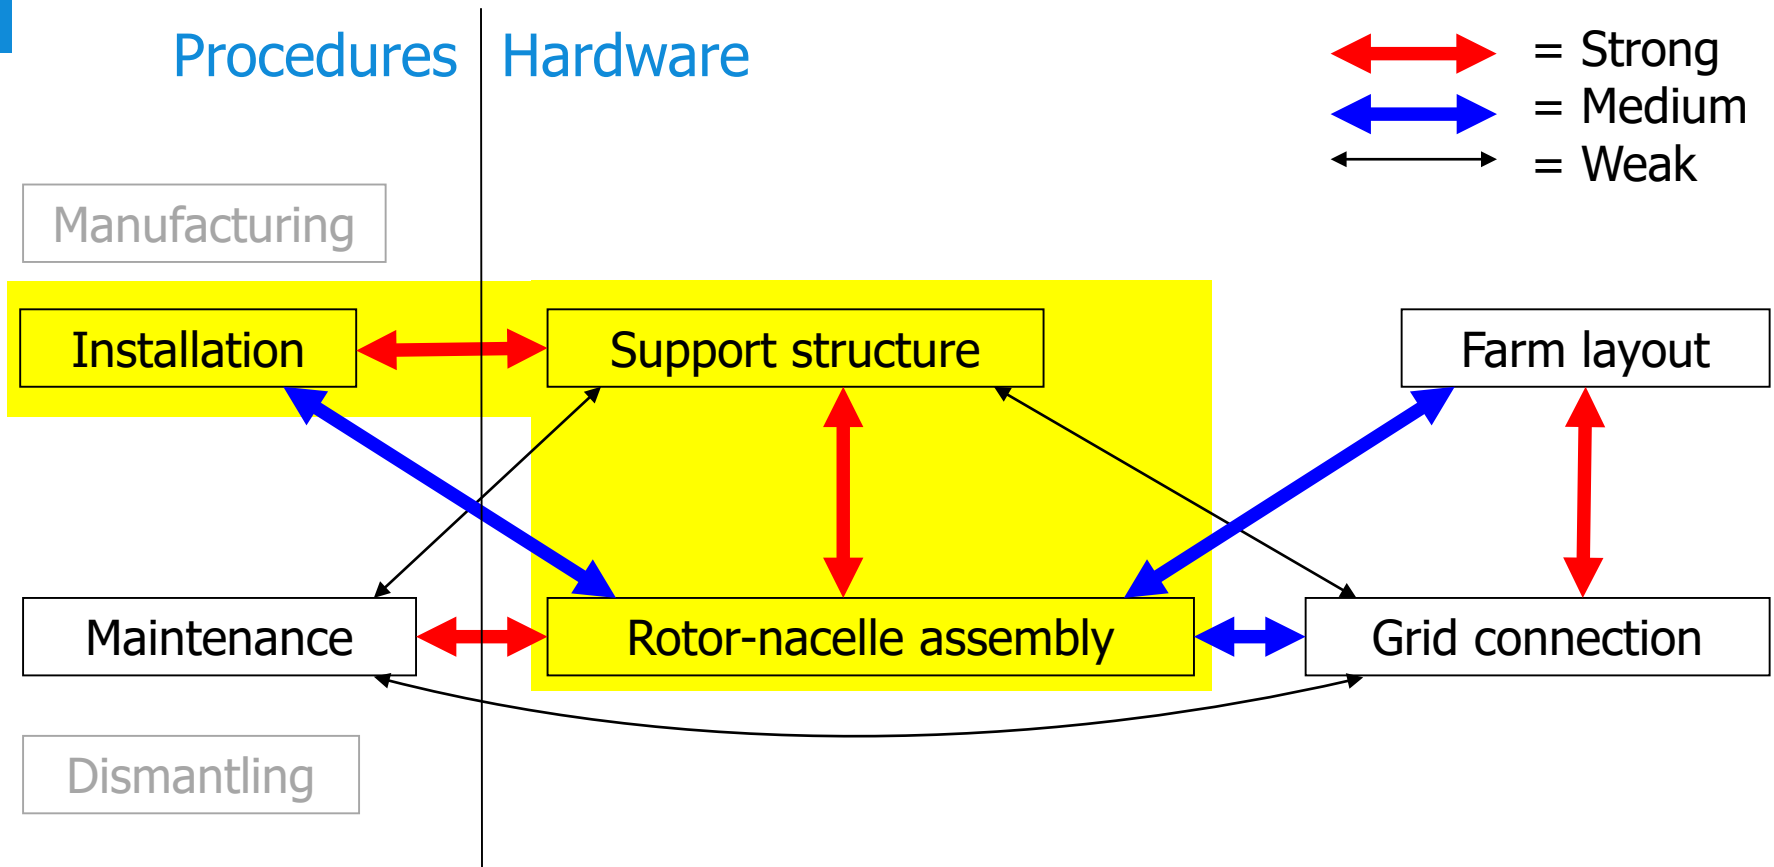 Procedures Hardware
= Strong
= Medium
= Weak
Manufacturing
Installation
Support structure
Farm layout
Maintenance
Rotor-nacelle assembly
Grid connection
Dismantling